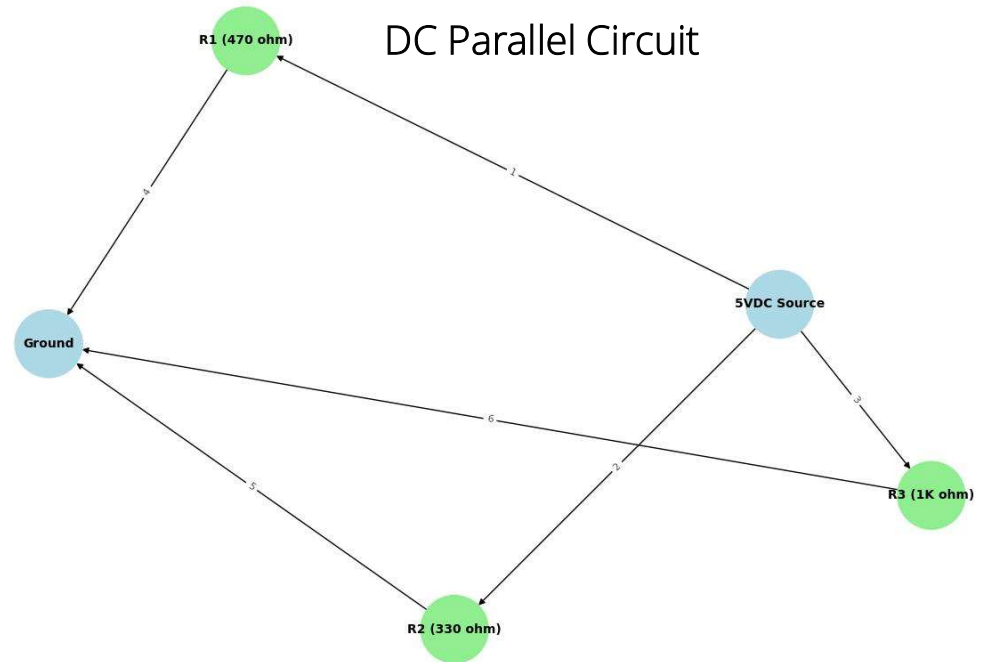 R1 (470 ohm)
DC Parallel Circuit
1
4
5VDC Source
Ground
3
6
2
5
R3 (1K ohm)
R2 (330 ohm)